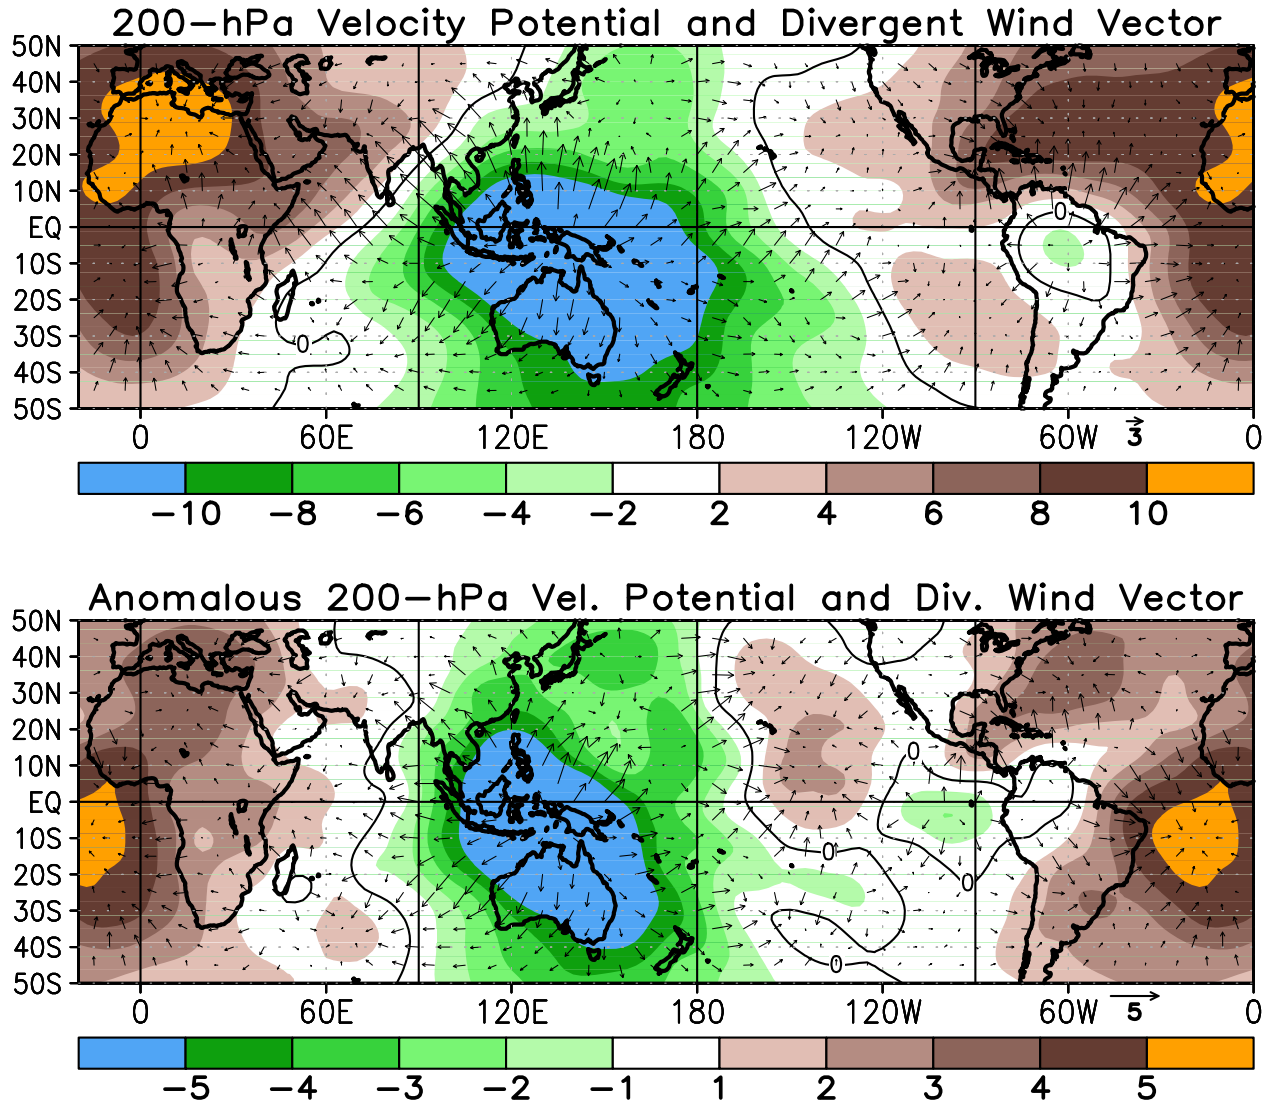 200-hPa Velocity Potential and Divergent Wind Vector
50N
40N
30N
20N
10N
EQ
10S
20S
30S
40S
50S
0
0
0 60E 120E 180 120W 60W 0
3
-10 -8 -6 -4 -2 2 4 6 8 10
Anomalous 200-hPa Vel. Potential and Div. Wind Vector
50N
40N
30N
20N
10N
EQ
10S
20S
30S
40S
50S
0
0
0
0
0 60E 120E 180 120W 60W 0
5
-5 -4 -3 -2 -1 1 2 3 4 5